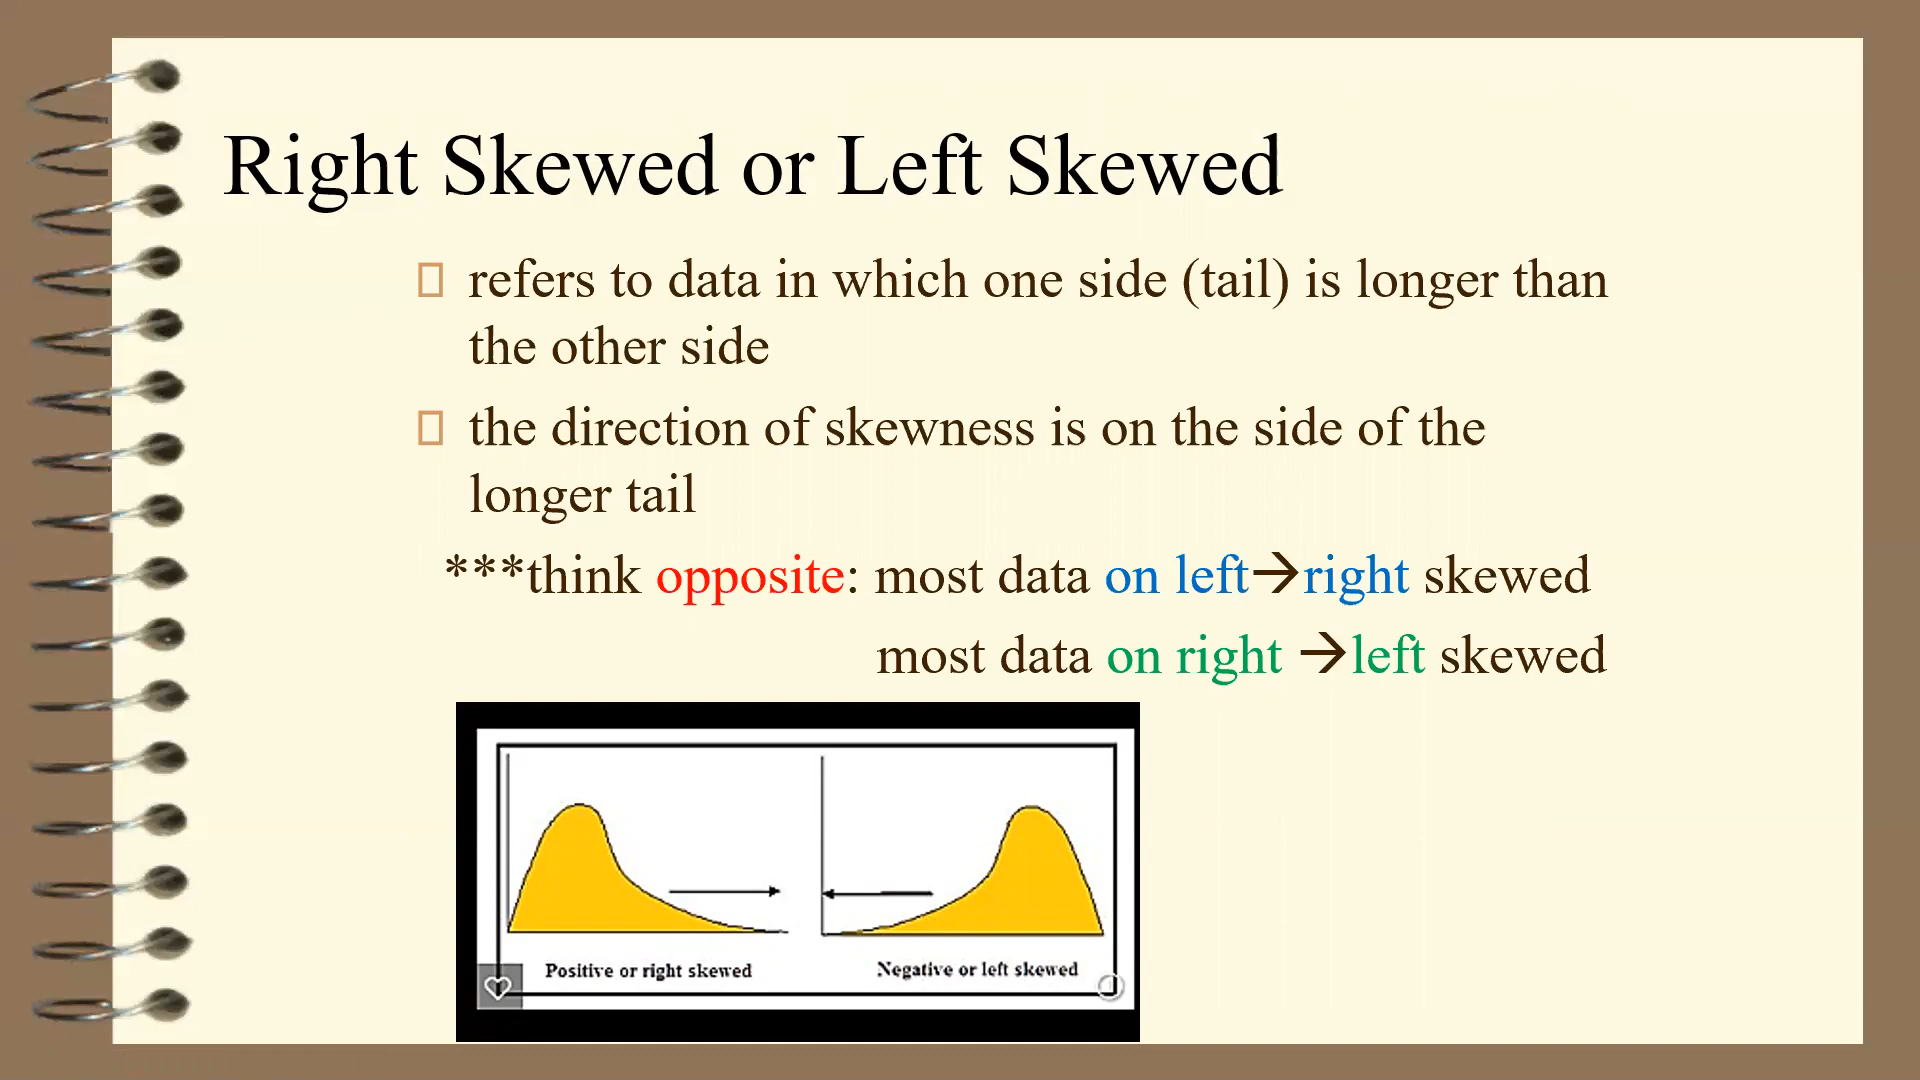 Right Skewed or Left Skewed
refers to data in which one side (tail) is longer than
the other side
the direction of skewness is on the side of the
longer tail
***think opposite: most data on left→right skewed
most data on right →left skewed
Positive or right skewed
Negative or left skewed